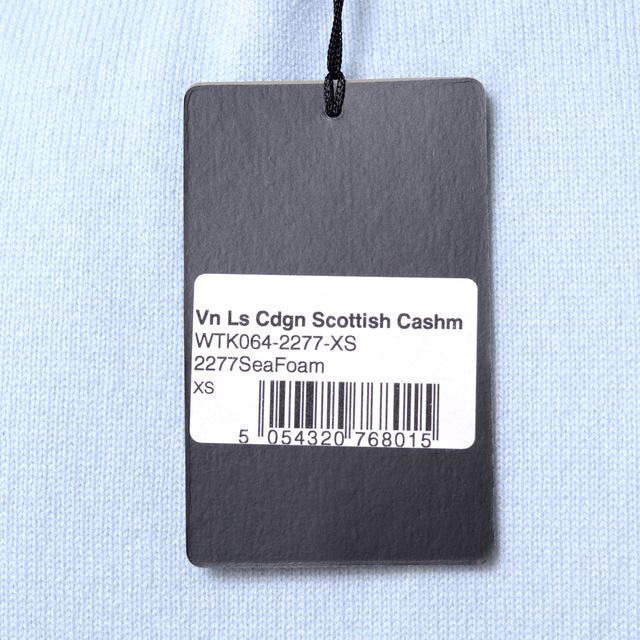 Vn Ls Cdgn Scottish Cashm
WTK064-2277-XS
2277SeaFoam
XS
5 054320 768015